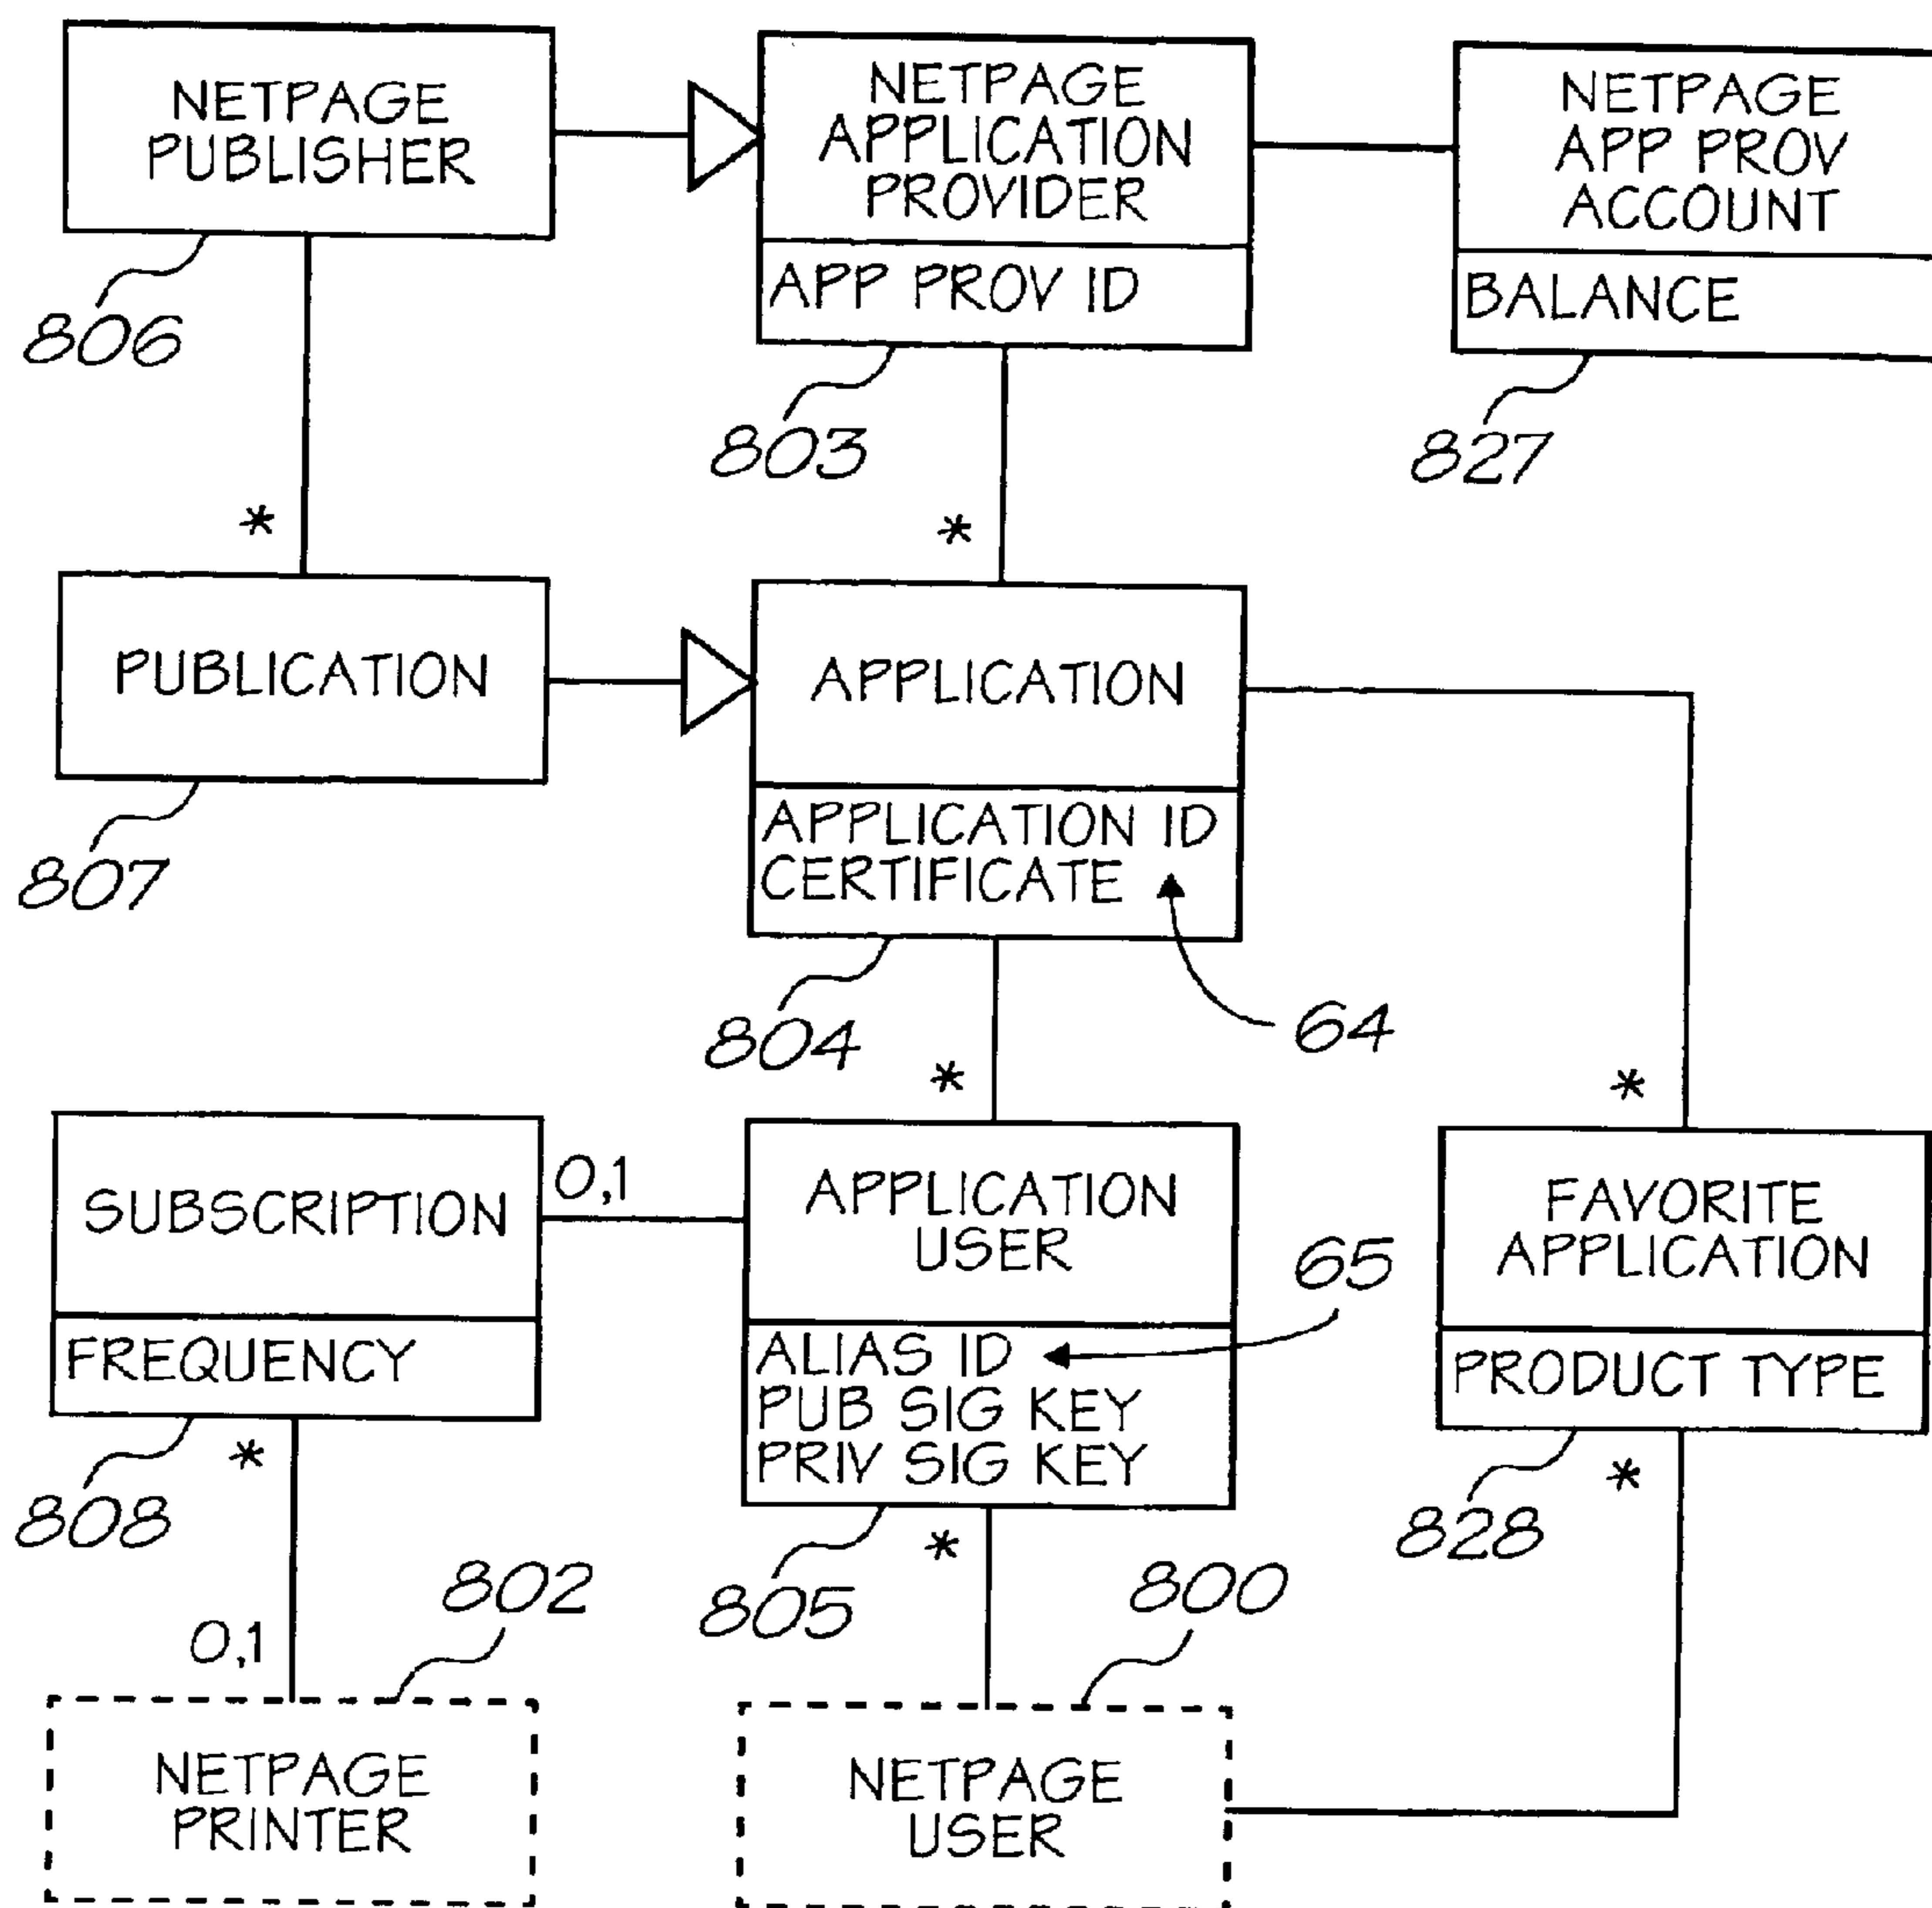 NETPAGE
PUBLISHER
806
NETPAGE
APPLICATION
PROVIDER
APP PROV ID
803
NETPAGE
APP PROV
ACCOUNT
BALANCE
827
*
*
PUBLICATION
807
APPLICATION
APPLICATION ID
CERTIFICATE
64
804
*
*
SUBSCRIPTION
FREQUENCY
808
0,1
APPLICATION
USER
ALIAS ID
PUB SIG KEY
PRIV SIG KEY
65
805
FAVORITE
APPLICATION
PRODUCT TYPE
828
*
*
*
0,1
802
800
NETPAGE
PRINTER
NETPAGE
USER